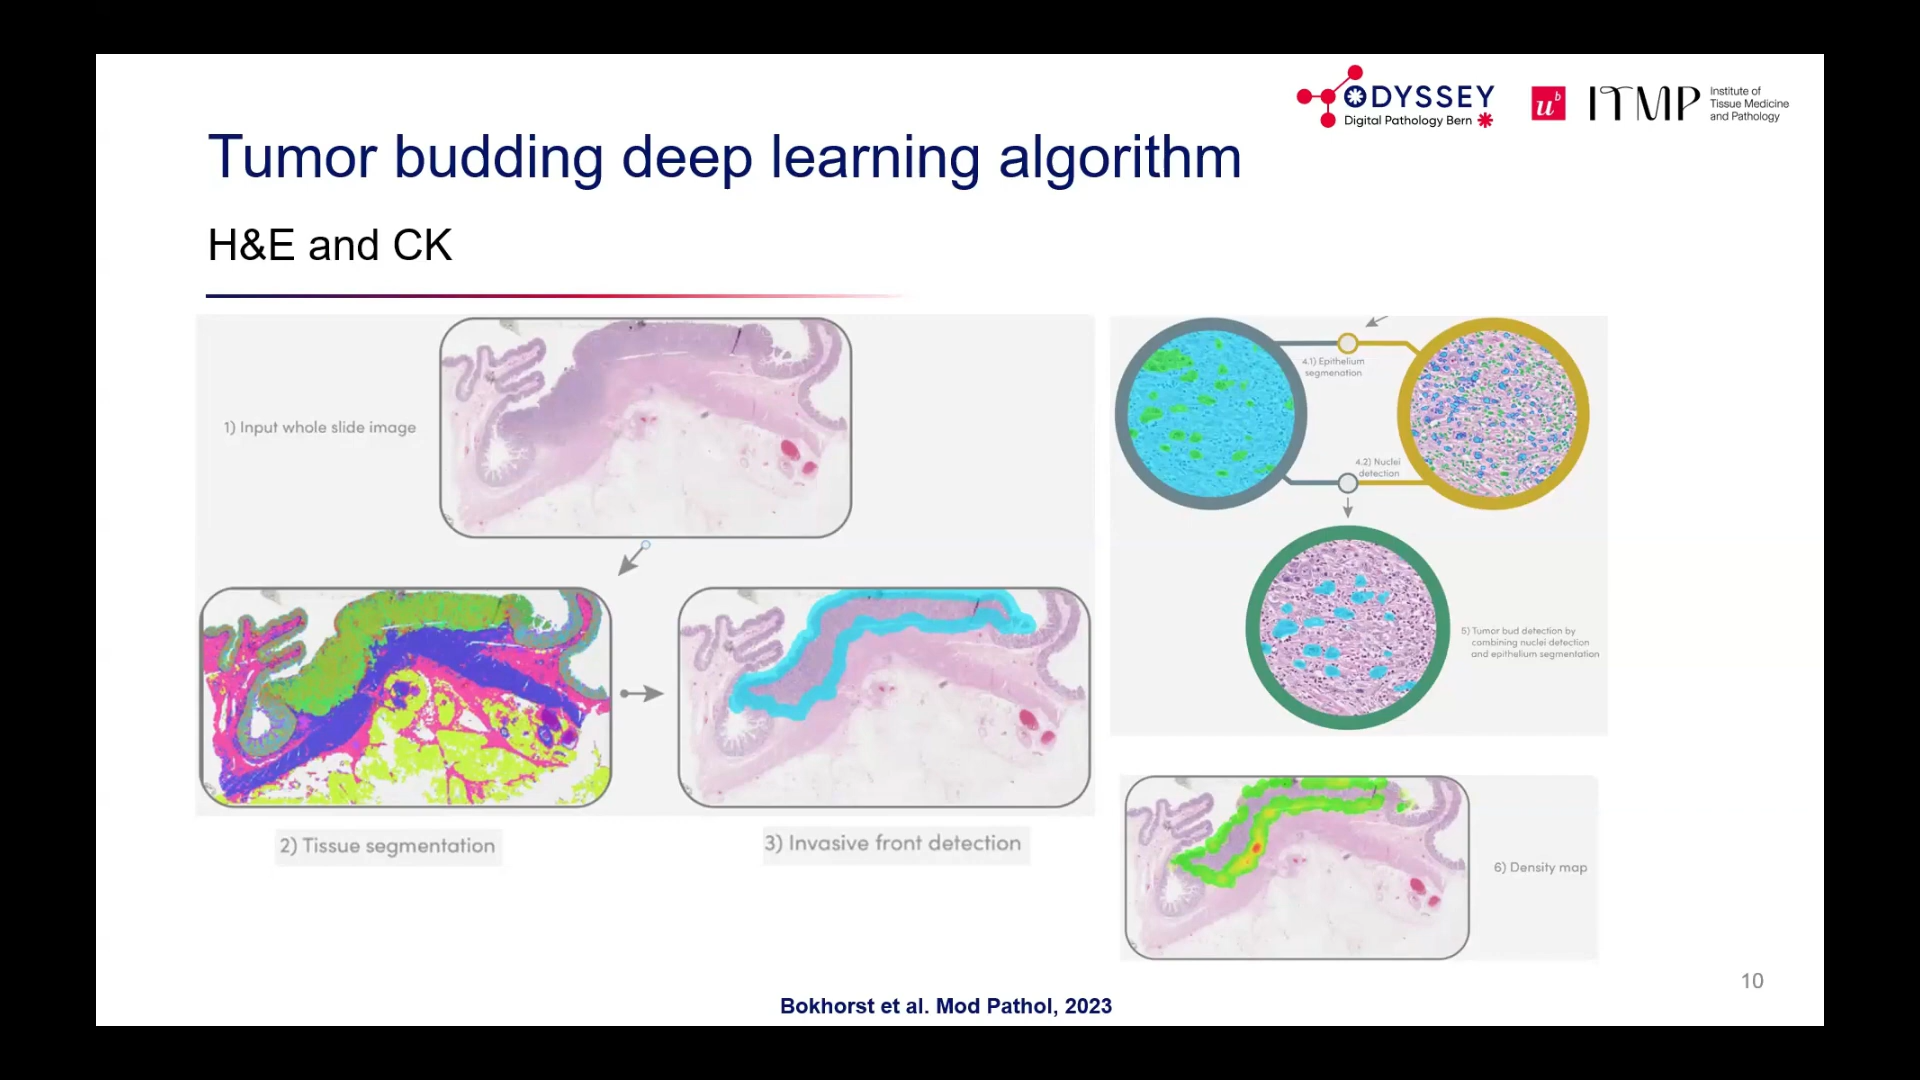 ODYSSEY
Digital Pathology Bern
u^b
ITMP
Institute of
Tissue Medicine
and Pathology
Tumor budding deep learning algorithm
H&E and CK
1) Input whole slide image
2) Tissue segmentation
3) Invasive front detection
4.1) Epithelium
segmenation
4.2) Nuclei
detection
5) Tumor bud detection by
combining nuclei detection
and epithelium segmentation
6) Density map
10
Bokhorst et al. Mod Pathol, 2023